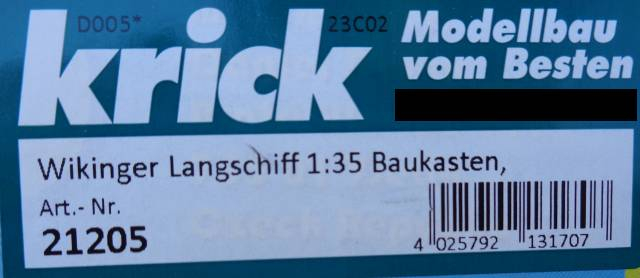 D005* 23C02
krick Modellbau
vom Besten
Wikinger Langschiff 1:35 Baukasten,
Art.- Nr.
21205
4 025792 131707